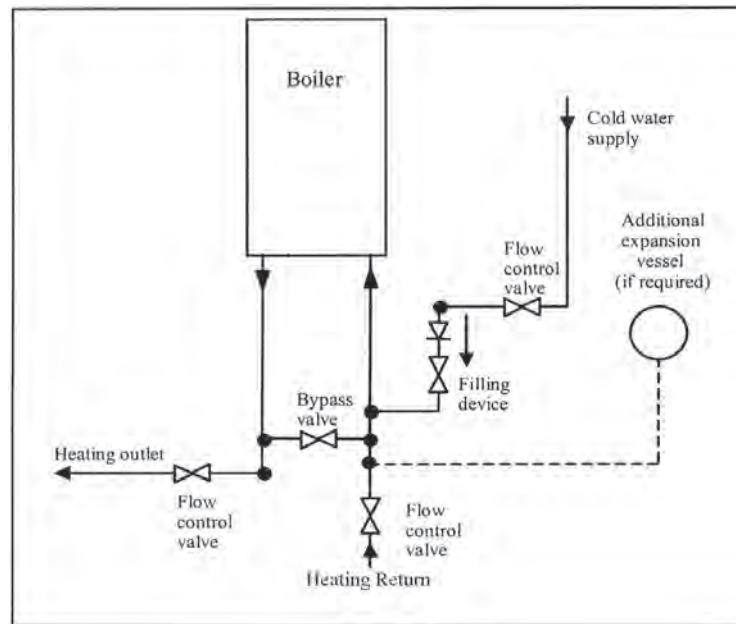 Boiler
Cold water
supply
Additional
expansion
vessel
(if required)
Flow
control
valve
Filling
device
Bypass
valve
Heating outlet
Flow
control
valve
Flow
control
valve
Heating Return